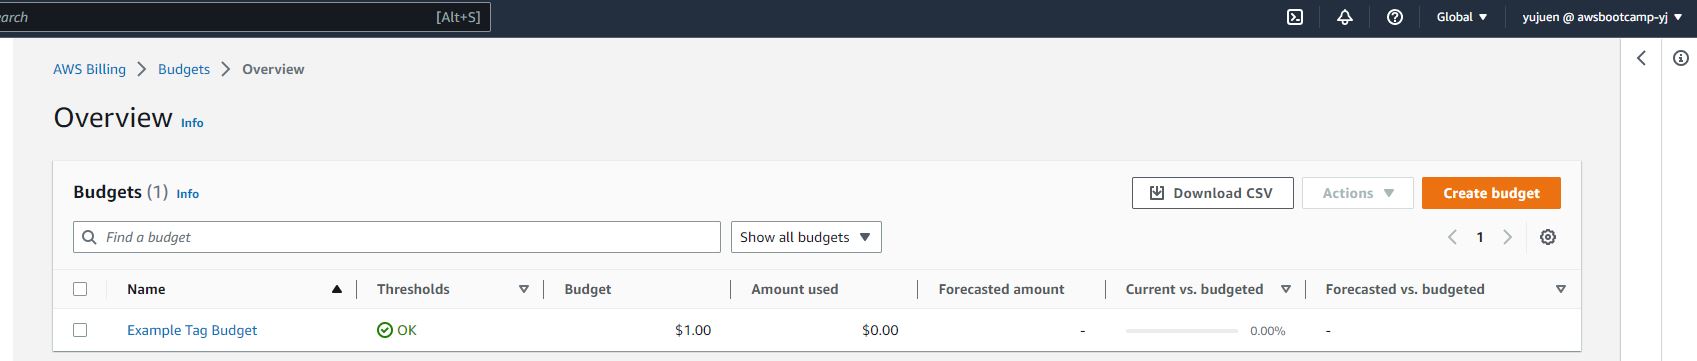 [Alt+S] Global yujuen @ awsbootcamp-yj
AWS Billing Budgets Overview
Overview Info
Budgets (1) Info Download CSV Actions Create budget
Find a budget Show all budgets 1
Name Thresholds Budget Amount used Forecasted amount Current vs. budgeted Forecasted vs. budgeted
Example Tag Budget OK $1.00 $0.00 - 0.00% -